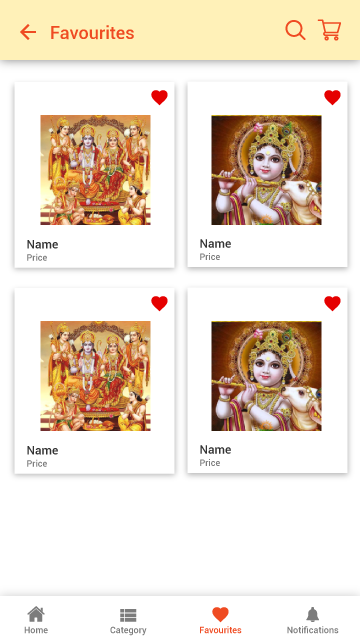 Favourites
Name
Price
Name
Price
Name
Price
Name
Price
Home
Category
Favourites
Notifications